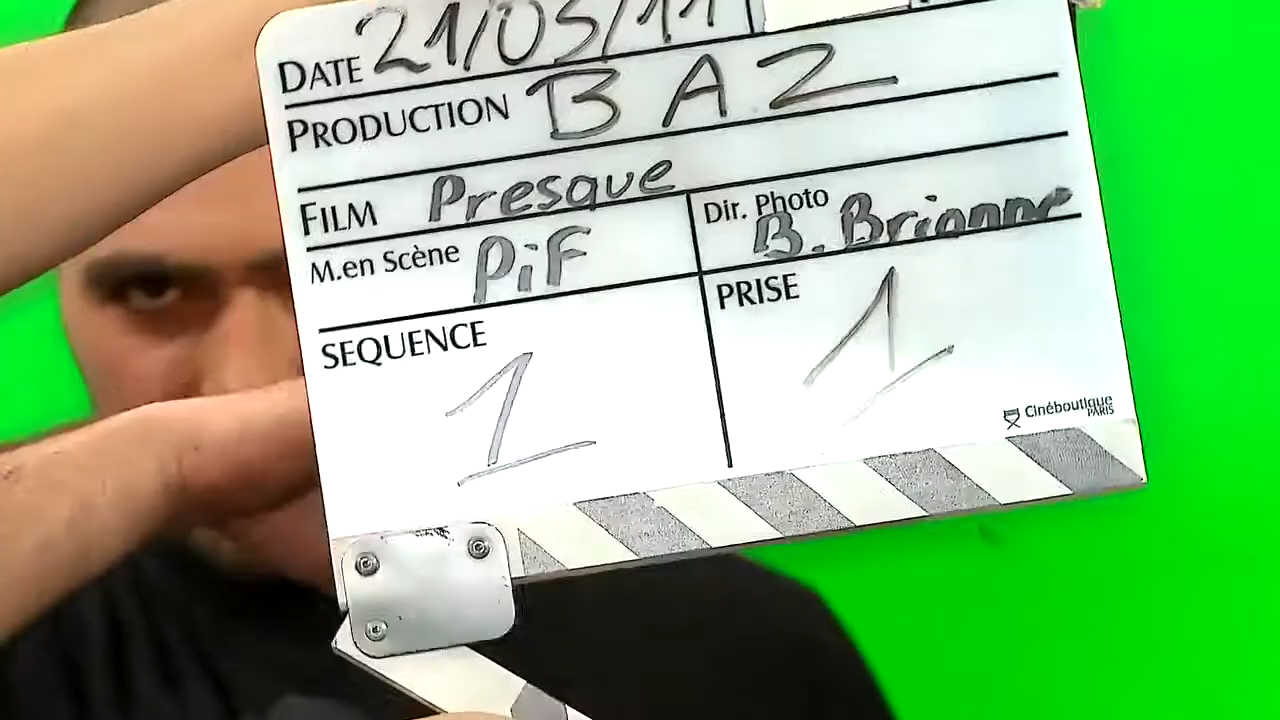 DATE 21/05/11
PRODUCTION BAZ
FILM Presque
M.en Scène PiF
Dir. Photo B. Brianne
SEQUENCE 1
PRISE 1
Cinéboutique
PARIS